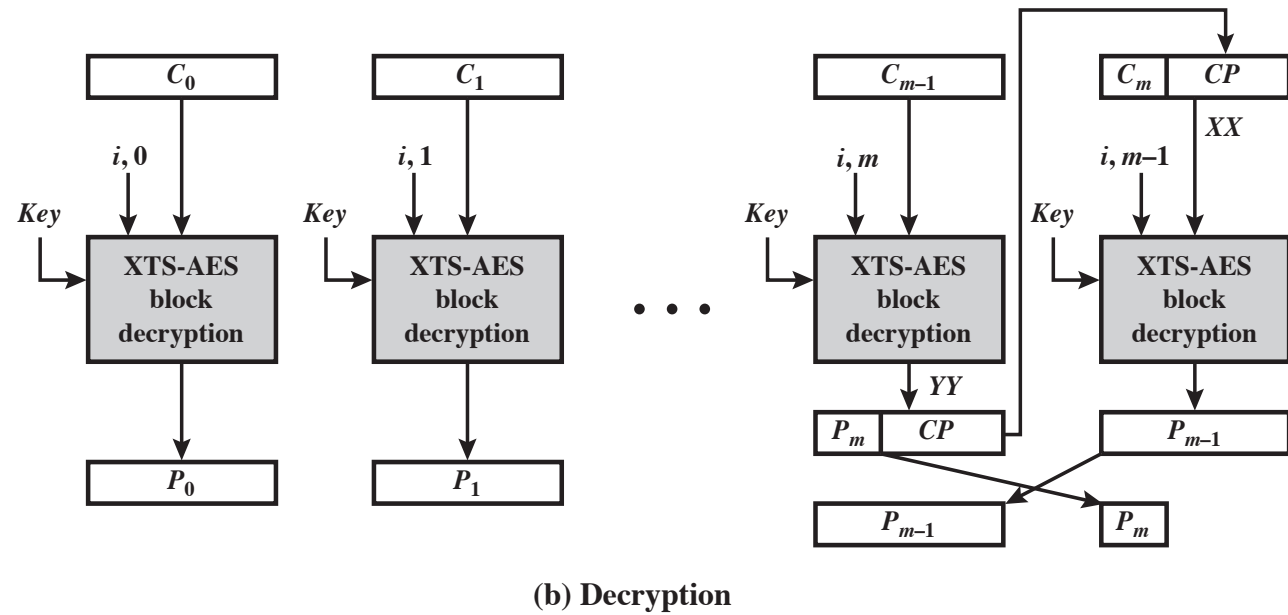 C0
C1
Cm–1
Cm CP
XX
i, 0
i, 1
i, m
i, m–1
Key
Key
Key
Key
XTS-AES
block
decryption
XTS-AES
block
decryption
XTS-AES
block
decryption
XTS-AES
block
decryption
• • •
YY
Pm CP
Pm–1
P0
P1
Pm–1
Pm
(b) Decryption